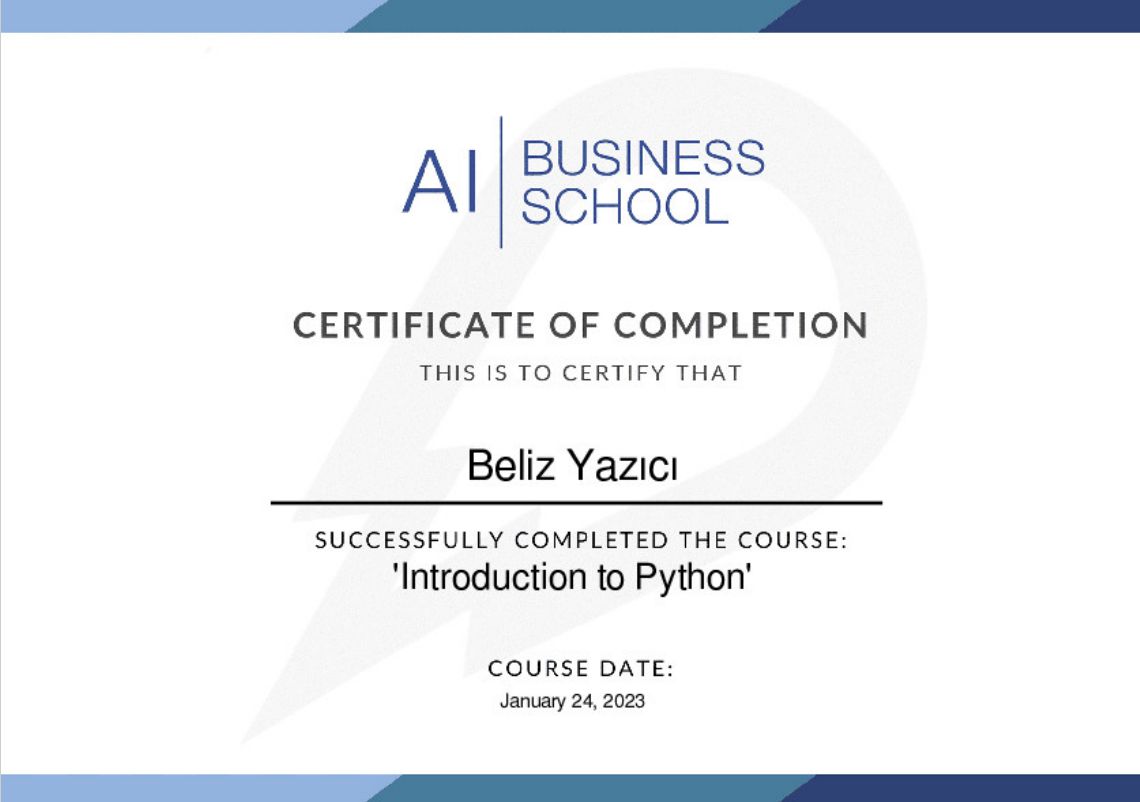 AI
BUSINESS
SCHOOL
CERTIFICATE OF COMPLETION
THIS IS TO CERTIFY THAT
Beliz Yazıcı
SUCCESSFULLY COMPLETED THE COURSE:
'Introduction to Python'
COURSE DATE:
January 24, 2023